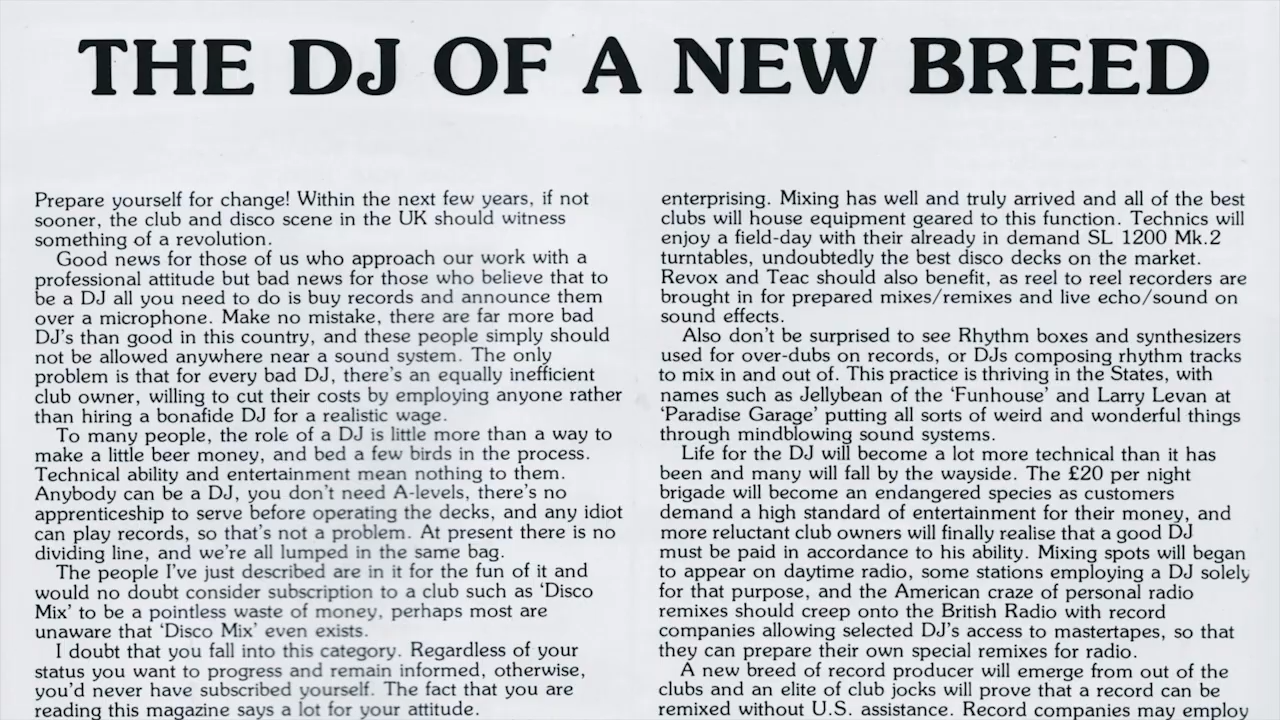 THE DJ OF A NEW BREED
Prepare yourself for change! Within the next few years, if not
sooner, the club and disco scene in the UK should witness
something of a revolution.
Good news for those of us who approach our work with a
professional attitude but bad news for those who believe that to
be a DJ all you need to do is buy records and announce them
over a microphone. Make no mistake, there are far more bad
DJ's than good in this country, and these people simply should
not be allowed anywhere near a sound system. The only
problem is that for every bad DJ, there's an equally inefficient
club owner, willing to cut their costs by employing anyone rather
than hiring a bonafide DJ for a realistic wage.
To many people, the role of a DJ is little more than a way to
make a little beer money, and bed a few birds in the process.
Technical ability and entertainment mean nothing to them.
Anybody can be a DJ, you don't need A-levels, there's no
apprenticeship to serve before operating the decks, and any idiot
can play records, so that's not a problem. At present there is no
dividing line, and we're all lumped in the same bag.
The people I've just described are in it for the fun of it and
would no doubt consider subscription to a club such as 'Disco
Mix' to be a pointless waste of money, perhaps most are
unaware that 'Disco Mix' even exists.
I doubt that you fall into this category. Regardless of your
status you want to progress and remain informed, otherwise,
you'd never have subscribed yourself. The fact that you are
reading this magazine says a lot for your attitude.
enterprising. Mixing has well and truly arrived and all of the best
clubs will house equipment geared to this function. Technics will
enjoy a field-day with their already in demand SL 1200 Mk.2
turntables, undoubtedly the best disco decks on the market.
Revox and Teac should also benefit, as reel to reel recorders are
brought in for prepared mixes/remixes and live echo/sound on
sound effects.
Also don't be surprised to see Rhythm boxes and synthesizers
used for over-dubs on records, or DJs composing rhythm tracks
to mix in and out of. This practice is thriving in the States, with
names such as Jellybean of the 'Funhouse' and Larry Levan at
'Paradise Garage' putting all sorts of weird and wonderful things
through mindblowing sound systems.
Life for the DJ will become a lot more technical than it has
been and many will fall by the wayside. The £20 per night
brigade will become an endangered species as customers
demand a high standard of entertainment for their money, and
more reluctant club owners will finally realise that a good DJ
must be paid in accordance to his ability. Mixing spots will began
to appear on daytime radio, some stations employing a DJ solely
for that purpose, and the American craze of personal radio
remixes should creep onto the British Radio with record
companies allowing selected DJ's access to mastertapes, so that
they can prepare their own special remixes for radio.
A new breed of record producer will emerge from out of the
clubs and an elite of club jocks will prove that a record can be
remixed without U.S. assistance. Record companies may employ